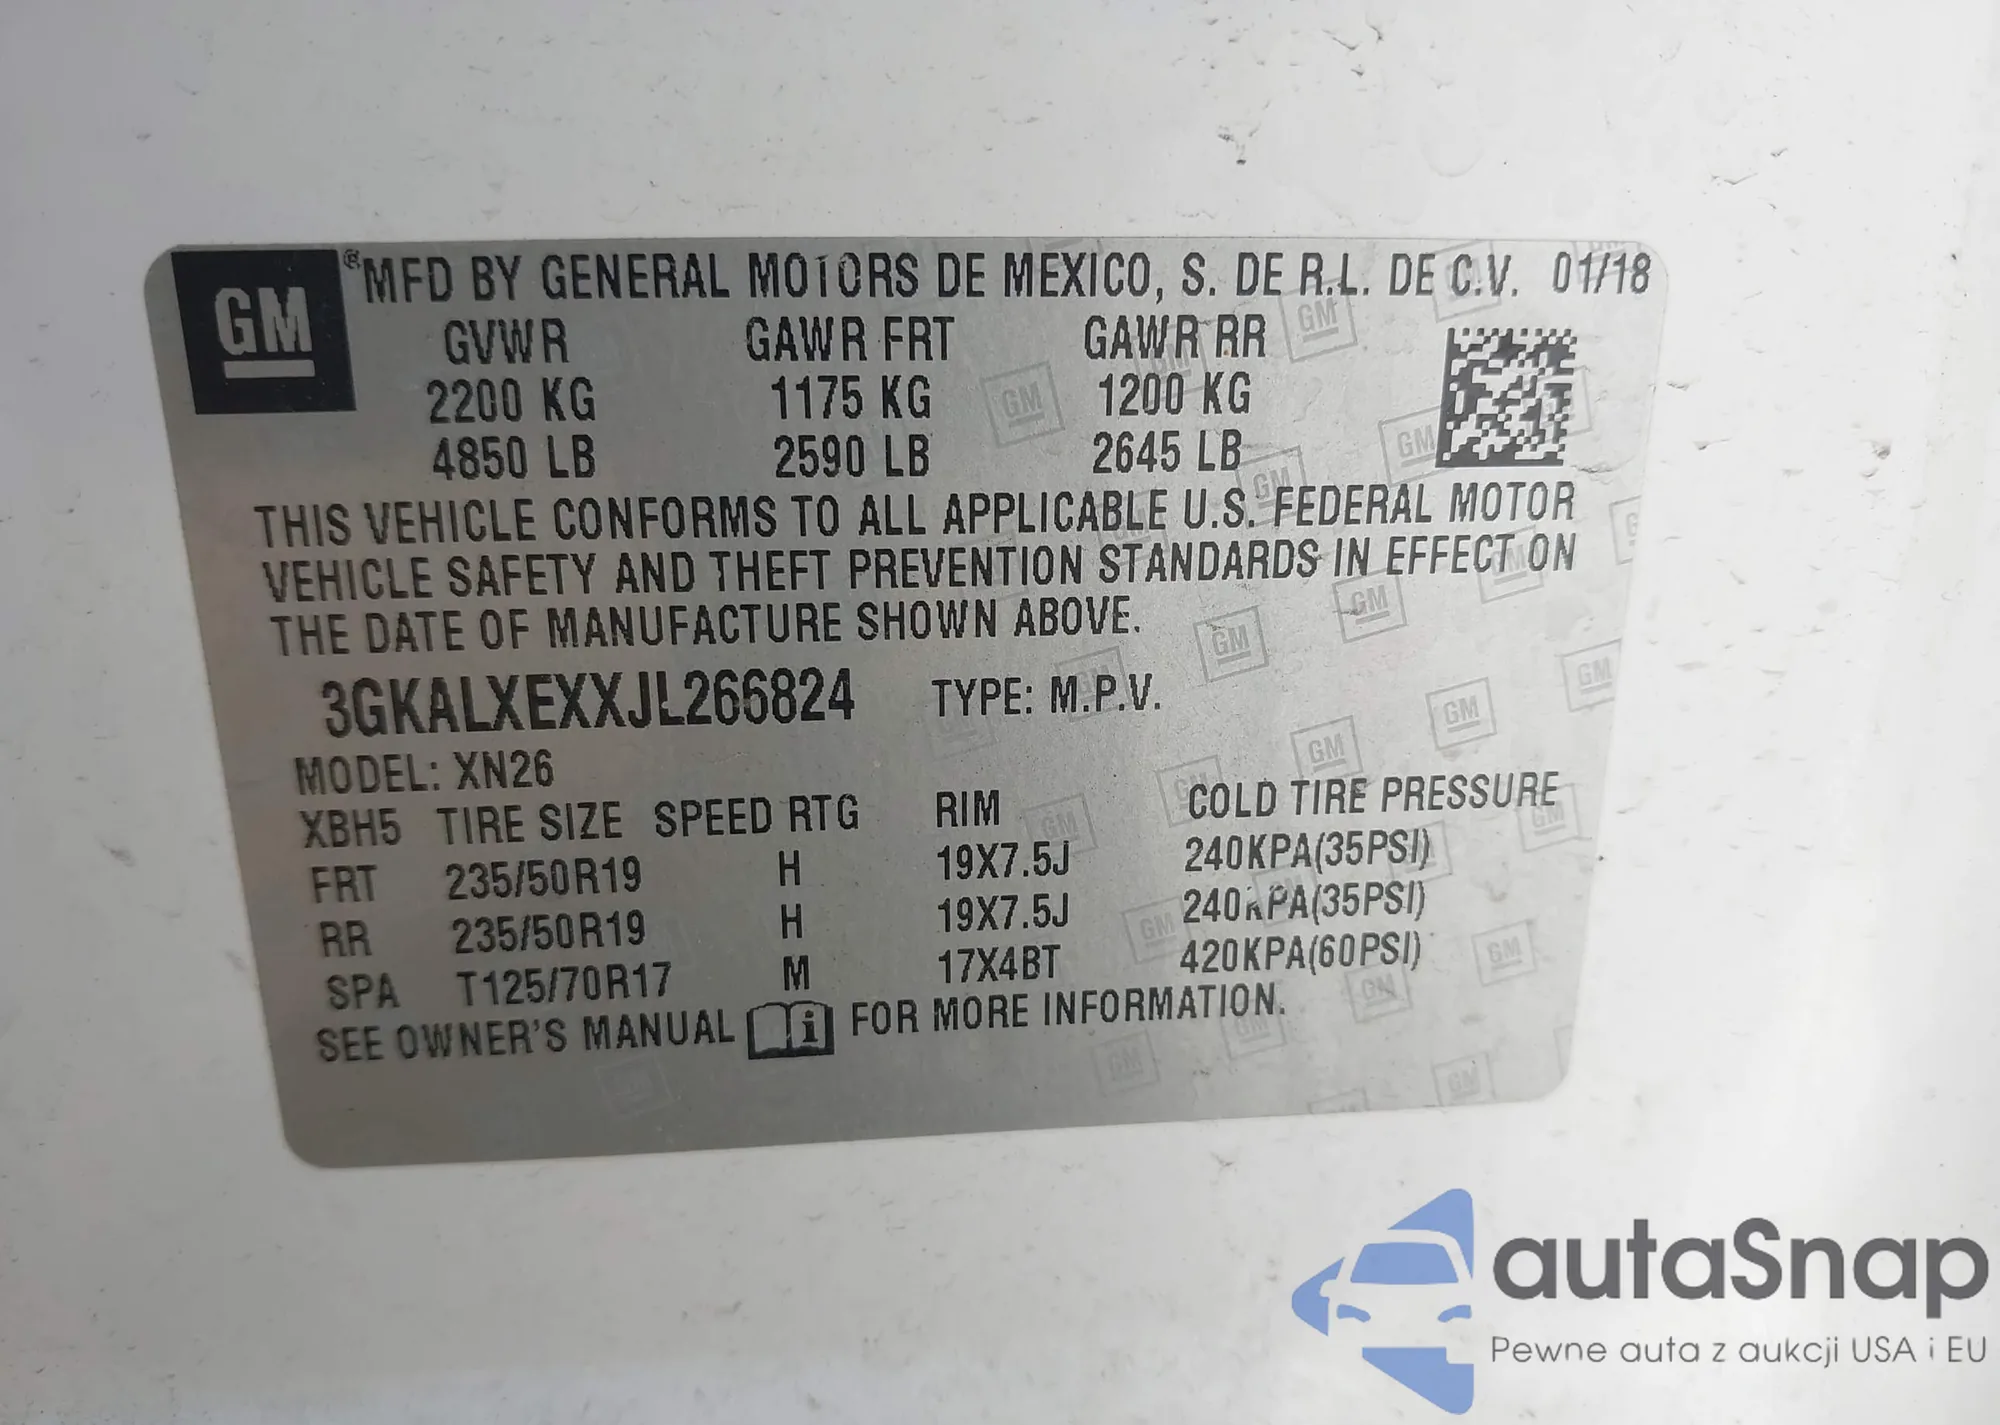 GM ® MFD BY GENERAL MOTORS DE MEXICO, S. DE R.L. DE C.V. 01/18
GVWR GAWR FRT GAWR RR
2200 KG 1175 KG 1200 KG
4850 LB 2590 LB 2645 LB
THIS VEHICLE CONFORMS TO ALL APPLICABLE U.S. FEDERAL MOTOR
VEHICLE SAFETY AND THEFT PREVENTION STANDARDS IN EFFECT ON
THE DATE OF MANUFACTURE SHOWN ABOVE.
3GKALXEXXJL266824 TYPE: M.P.V.
MODEL: XN26
XBH5 TIRE SIZE SPEED RTG RIM COLD TIRE PRESSURE
FRT 235/50R19 H 19X7.5J 240KPA(35PSI)
RR 235/50R19 H 19X7.5J 240KPA(35PSI)
SPA T125/70R17 M 17X4BT 420KPA(60PSI)
SEE OWNER'S MANUAL i FOR MORE INFORMATION.
autaSnap
Pewne auta z aukcji USA i EU